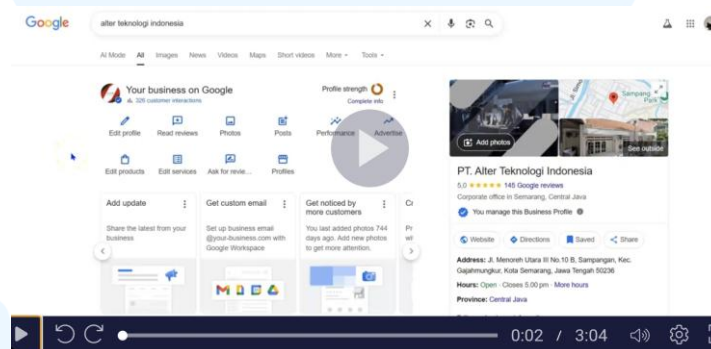 Google
alter teknologi indonesia
AI Mode All Images News Videos Maps Short videos More Tools
Your business on Google
326 customer interactions
Profile strength
Complete info
Edit profile Read reviews Photos Posts Performance Advertise
Edit products Edit services Ask for revie... Profiles
Add update
Share the latest from your
business
Get custom email
Set up business email
@your-business.com with
Google Workspace
Get noticed by
more customers
You last added photos 744
days ago. Add new photos
to get more attention.
Add photos
See outside
Sampang
Park
PT. Alter Teknologi Indonesia
5,0 ★★★★★ 145 Google reviews
Corporate office in Semarang, Central Java
You manage this Business Profile
Website Directions Saved Share
Address: Jl. Menoreh Utara III No.10 B, Sampangan, Kec.
Gajahmungkur, Kota Semarang, Jawa Tengah 50236
Hours: Open · Closes 5.00 pm · More hours
Province: Central Java
0:02 / 3:04